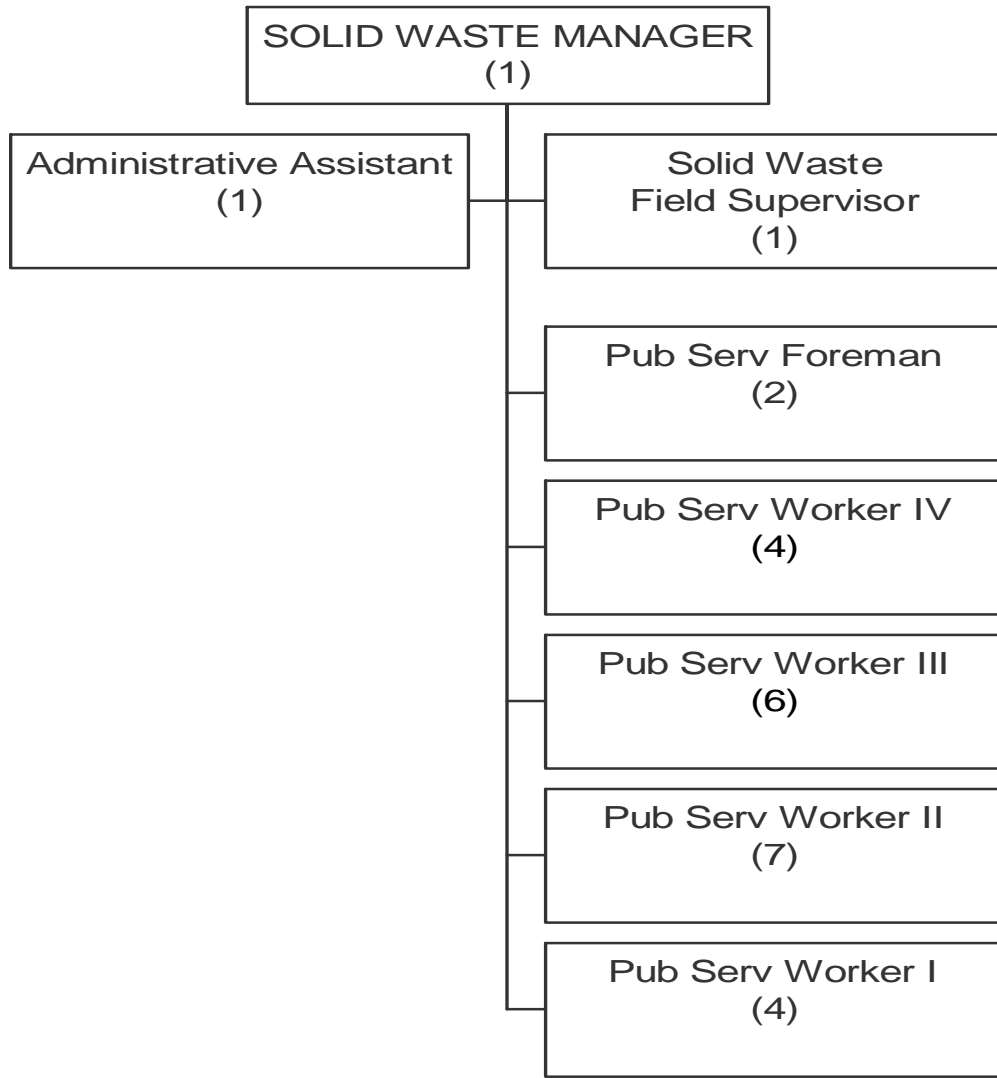 SOLID WASTE MANAGER
(1)
Administrative Assistant
(1)
Solid Waste
Field Supervisor
(1)
Pub Serv Foreman
(2)
Pub Serv Worker IV
(4)
Pub Serv Worker III
(6)
Pub Serv Worker II
(7)
Pub Serv Worker I
(4)